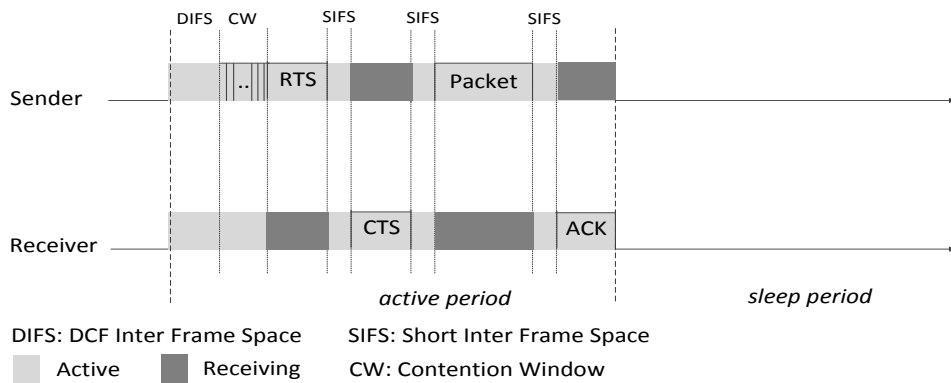 DIFS CW SIFS SIFS SIFS
.. RTS Packet
Sender
CTS ACK
Receiver
active period sleep period
DIFS: DCF Inter Frame Space SIFS: Short Inter Frame Space
Active Receiving CW: Contention Window